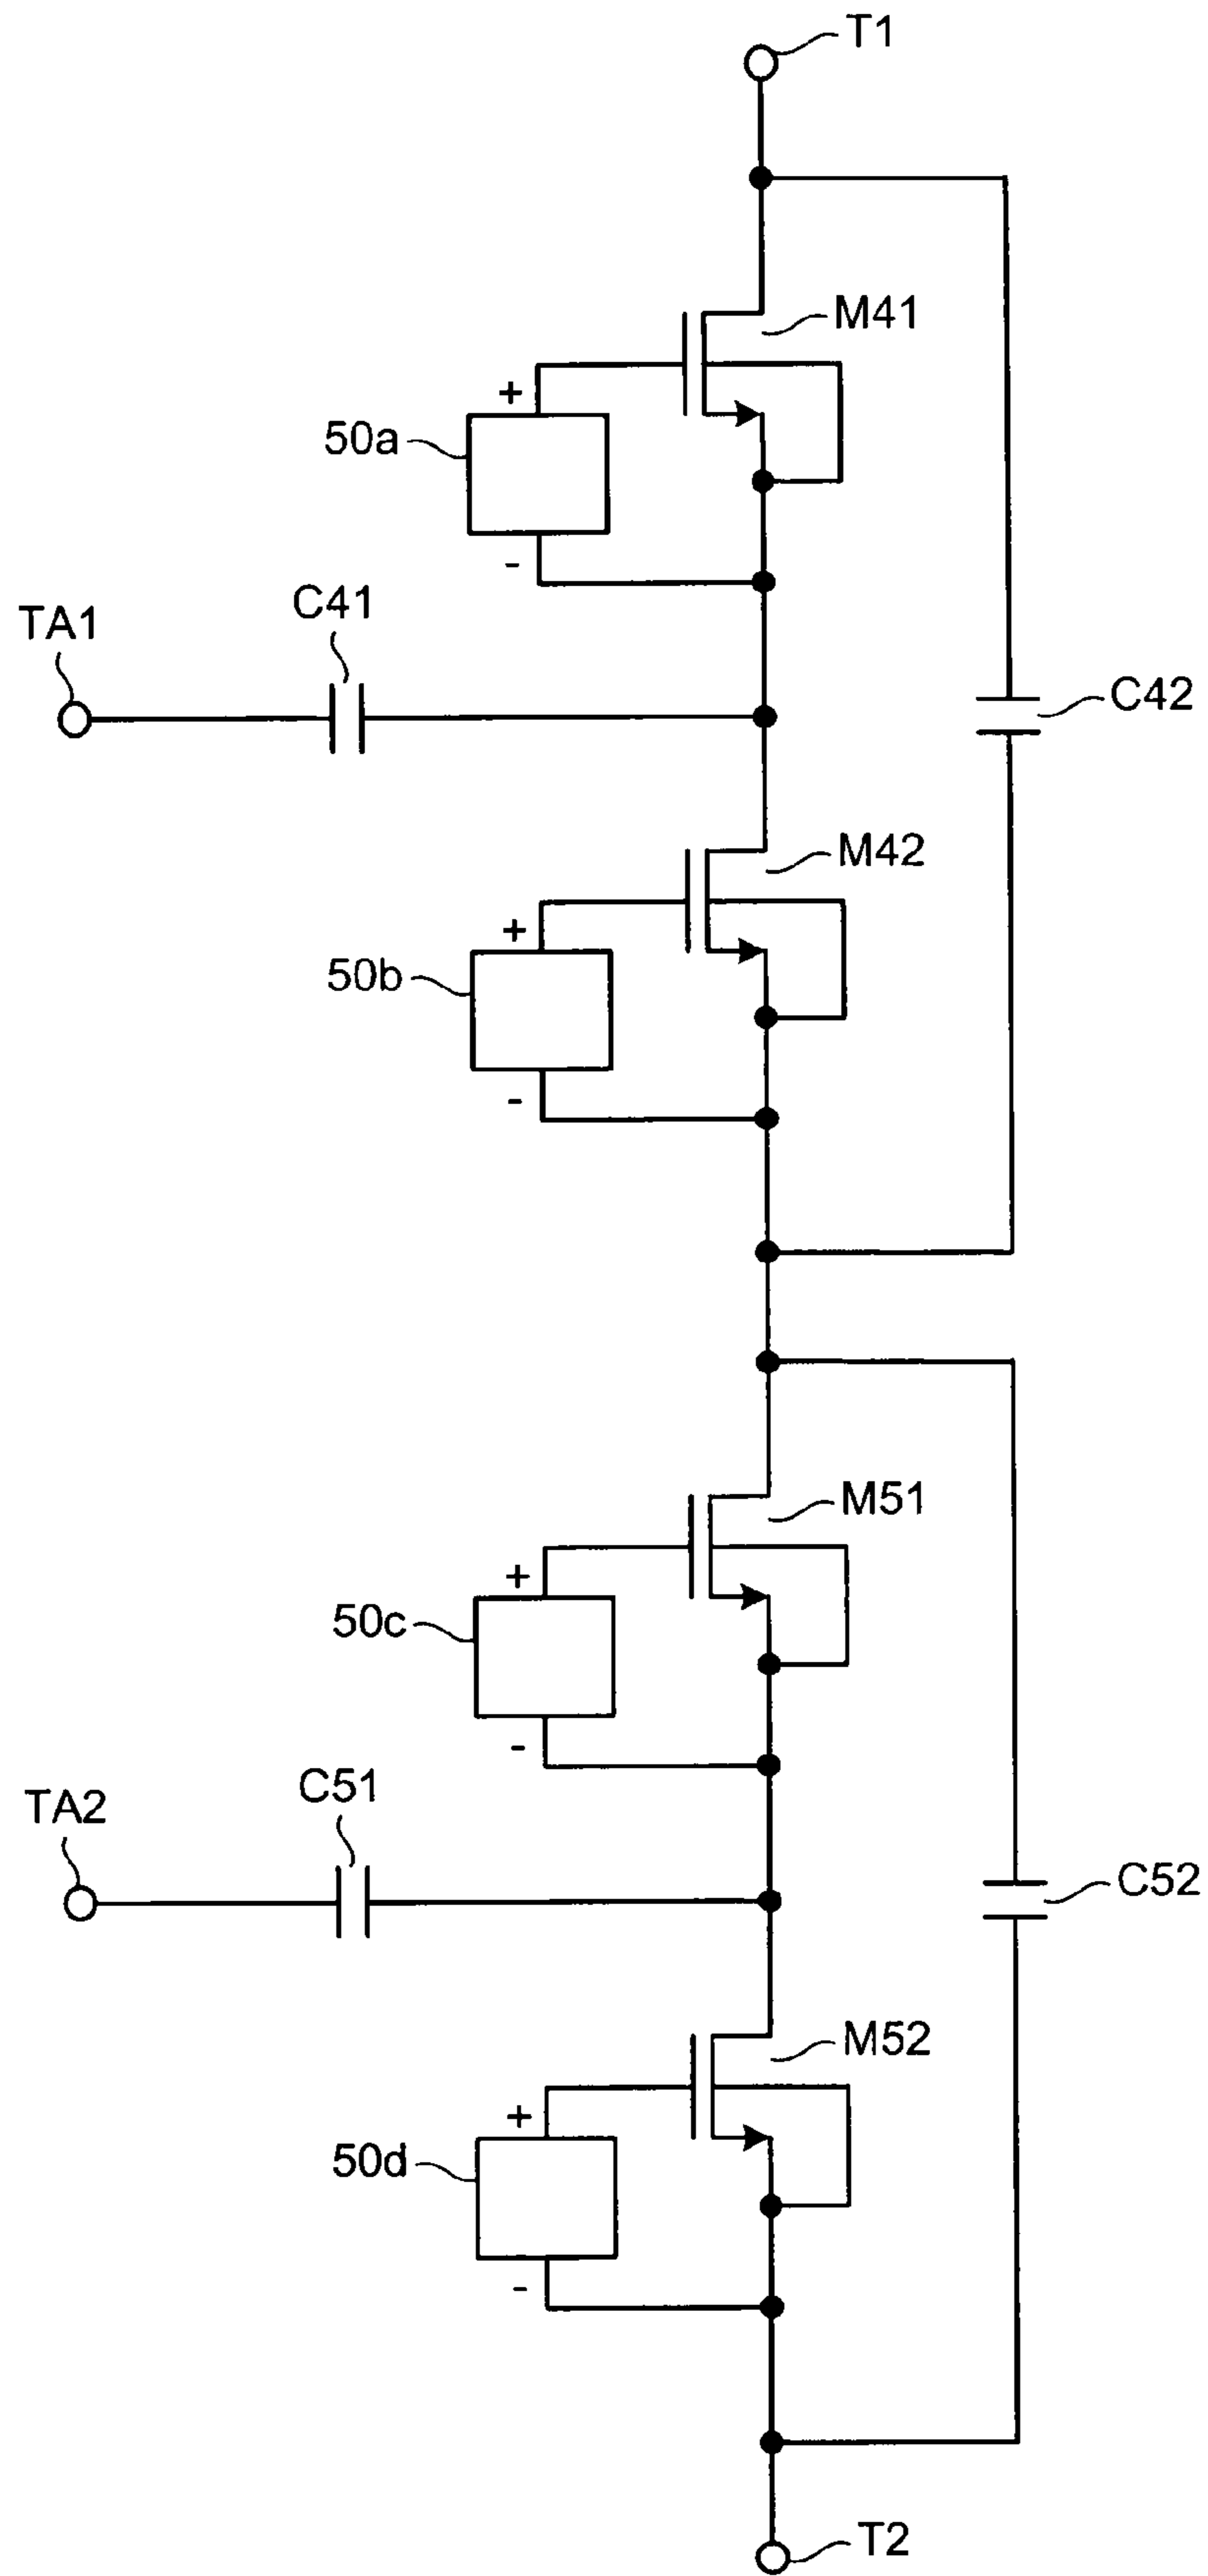 T1
M41
+
50a
-
C41
TA1
C42
M42
+
50b
-
M51
+
50c
-
C51
TA2
C52
M52
+
50d
-
T2